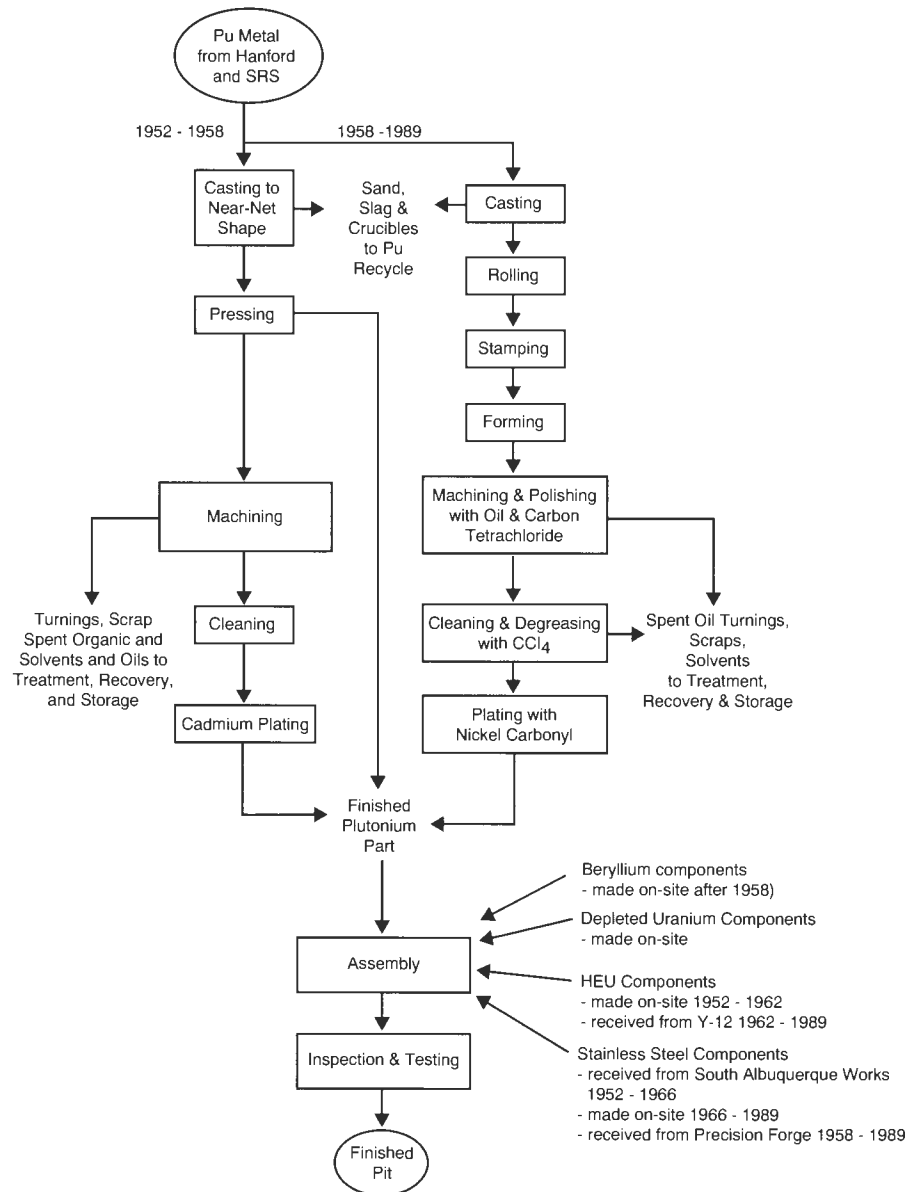 Pu Metal
from Hanford
and SRS
1952 - 1958
1958 -1989
Casting to
Near-Net
Shape
Sand,
Slag &
Crucibles
to Pu
Recycle
Casting
Rolling
Pressing
Stamping
Forming
Machining
Machining & Polishing
with Oil & Carbon
Tetrachloride
Turnings, Scrap
Spent Organic and
Solvents and Oils to
Treatment, Recovery,
and Storage
Cleaning
Cleaning & Degreasing
with CCl4
Spent Oil Turnings,
Scraps,
Solvents
to Treatment,
Recovery & Storage
Cadmium Plating
Plating with
Nickel Carbonyl
Finished
Plutonium
Part
Beryllium components
- made on-site after 1958)
Depleted Uranium Components
- made on-site
Assembly
HEU Components
- made on-site 1952 - 1962
- received from Y-12 1962 - 1989
Inspection & Testing
Stainless Steel Components
- received from South Albuquerque Works
1952 - 1966
- made on-site 1966 - 1989
- received from Precision Forge 1958 - 1989
Finished
Pit